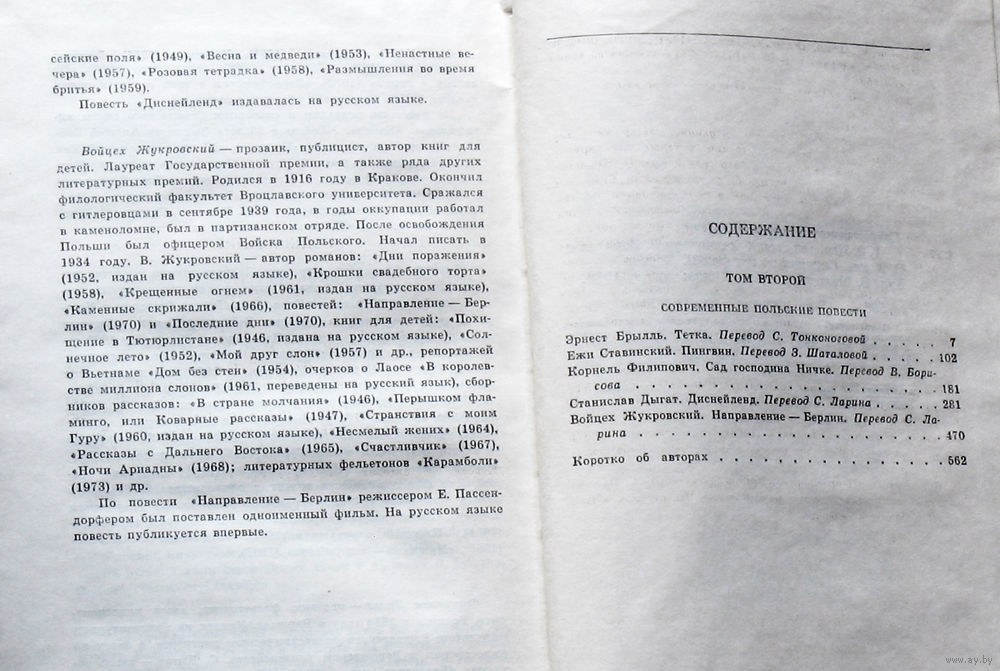 сейские поля» (1949), «Весна и медведи» (1953), «Ненастные ве-
чера» (1957), «Розовая тетрадка» (1958), «Размышления во время
бритья» (1959).
Повесть «Диснейленд» издавалась на русском языке.
Войцех Жукровский — прозаик, публицист, автор книг для
детей. Лауреат Государственной премии, а также ряда других
литературных премий. Родился в 1916 году в Кракове. Окончил
филологический факультет Вроцлавского университета. Сражался
с гитлеровцами в сентябре 1939 года, в годы оккупации работал
в каменоломне, был в партизанском отряде. После освобождения
Польши был офицером Войска Польского. Начал писать в
1934 году. В. Жукровский — автор романов: «Дни поражения»
(1952, издан на русском языке), «Крошки свадебного торта»
(1958), «Крещенные огнем» (1961, издан на русском языке),
«Каменные скрижали» (1966), повестей: «Направление — Бер-
лин» (1970) и «Последние дни» (1970), книг для детей: «Похи-
щение в Тютюрлистане» (1946, издана на русском языке), «Сол-
нечное лето» (1952), «Мой друг слон» (1957) и др., репортажей
о Вьетнаме «Дом без стен» (1954), очерков о Лаосе «В королев-
стве миллиона слонов» (1961, переведены на русский язык), сбор-
ников рассказов: «В стране молчания» (1946), «Перышком фла-
минго, или Коварные рассказы» (1947), «Странствия с моим
Гуру» (1960, издан на русском языке), «Несмелый жених» (1964),
«Рассказы с Дальнего Востока» (1965), «Счастливчик» (1967),
«Ночи Ариадны» (1968); литературных фельетонов «Карамболи»
(1973) и др.
По повести «Направление — Берлин» режиссером Е. Пассен-
дорфером был поставлен одноименный фильм. На русском языке
повесть публикуется впервые.
СОДЕРЖАНИЕ
ТОМ ВТОРОЙ
СОВРЕМЕННЫЕ ПОЛЬСКИЕ ПОВЕСТИ
Эрнест Брылль. Тетка. Перевод С. Тонконоговой . . . . . . 7
Ежи Ставинский. Пингвин. Перевод З. Шаталовой . . . . . 102
Корнель Филипович. Сад господина Ничке. Перевод В. Бори-
сова . . . . . . . . . . . . . . . . . . . . . 181
Станислав Дыгат. Диснейленд. Перевод С. Ларина . . . . . 281
Войцех Жукровский. Направление — Берлин. Перевод С. Ла-
рина . . . . . . . . . . . . . . . . . . . . . 470
Коротко об авторах . . . . . . . . . . . . . . . 562
www.ay.by